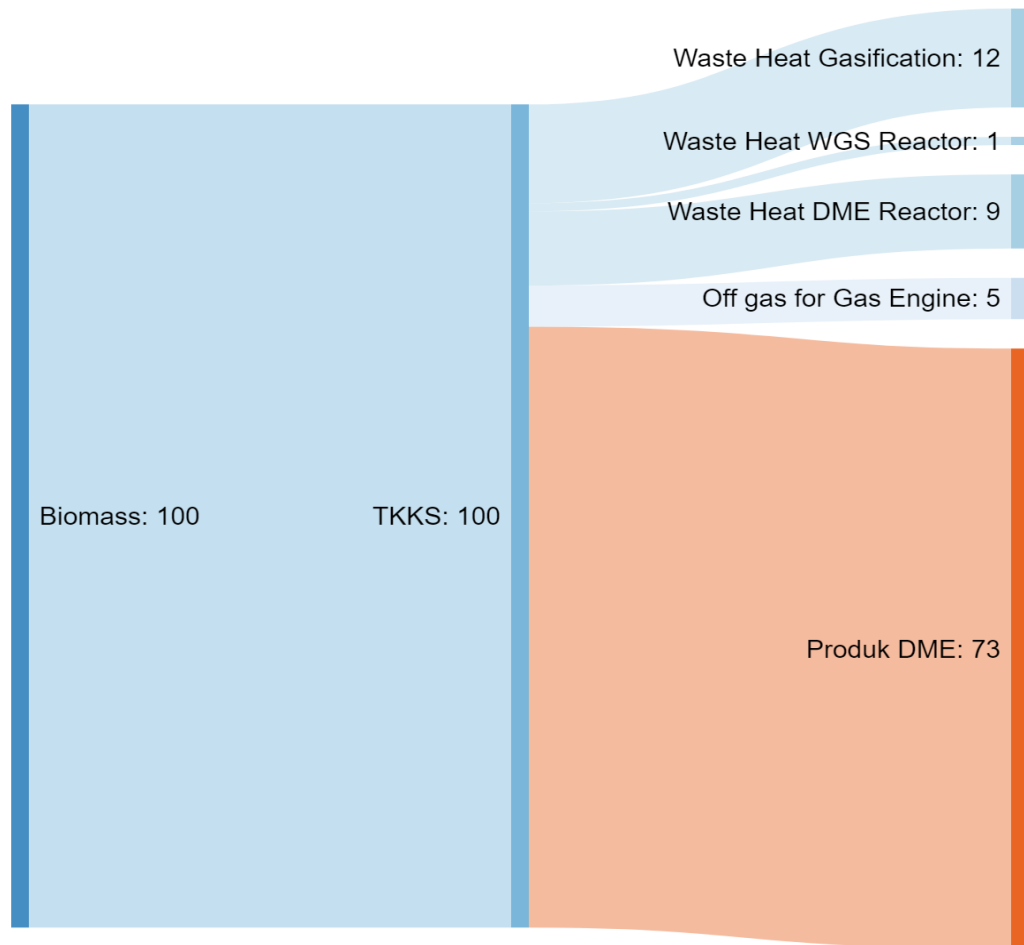 Waste Heat Gasification: 12
Waste Heat WGS Reactor: 1
Waste Heat DME Reactor: 9
Off gas for Gas Engine: 5
Biomass: 100
TKKS: 100
Produk DME: 73